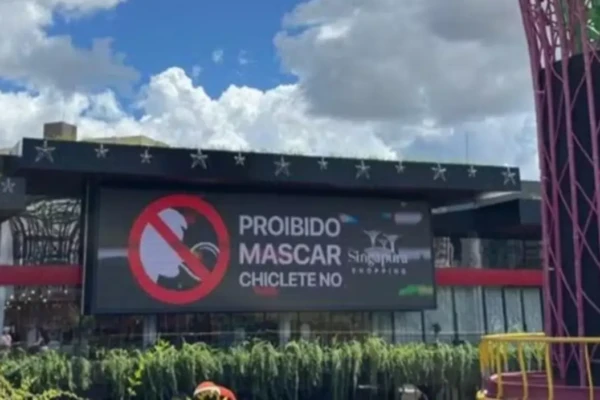 PROIBIDO
MASCAR
CHICLETE NO
Singapura
SHOPPING